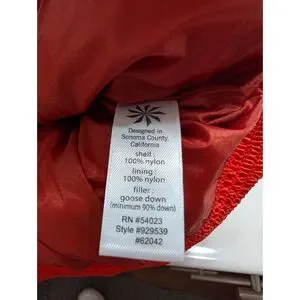 Designed in
Sonoma County,
California
shell:
100% nylon
lining:
100% nylon
filler:
goose down
(minimum 90% down)
RN #54023
Style #929539
#62042